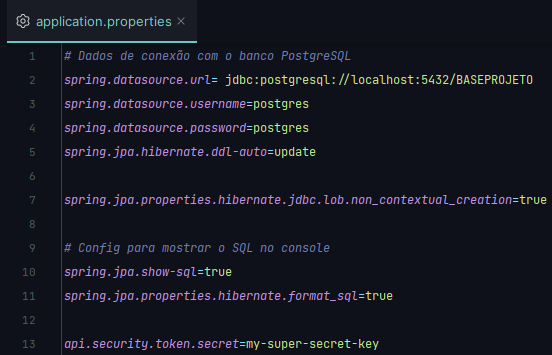 application.properties ×
1 # Dados de conexão com o banco PostgreSQL
2 spring.datasource.url= jdbc:postgresql://localhost:5432/BASEPROJETO
3 spring.datasource.username=postgres
4 spring.datasource.password=postgres
5 spring.jpa.hibernate.ddl-auto=update
6
7 spring.jpa.properties.hibernate.jdbc.lob.non_contextual_creation=true
8
9 # Config para mostrar o SQL no console
10 spring.jpa.show-sql=true
11 spring.jpa.properties.hibernate.format_sql=true
12
13 api.security.token.secret=my-super-secret-key